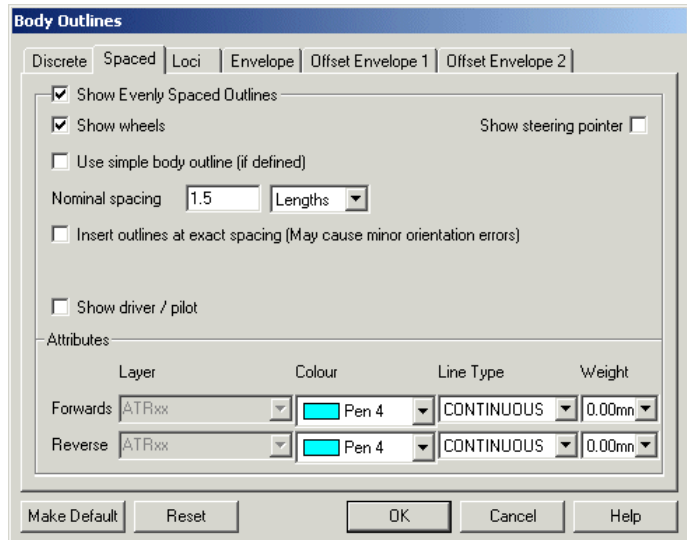 Body Outlines
Discrete Spaced Loci Envelope Offset Envelope 1 Offset Envelope 2
Show Evenly Spaced Outlines
Show wheels Show steering pointer
Use simple body outline (if defined)
Nominal spacing 1.5 Lengths
Insert outlines at exact spacing (May cause minor orientation errors)
Show driver / pilot
Attributes
Layer Colour Line Type Weight
Forwards ATRxx Pen 4 CONTINUOUS 0.00mn
Reverse ATRxx Pen 4 CONTINUOUS 0.00mn
Make Default Reset OK Cancel Help